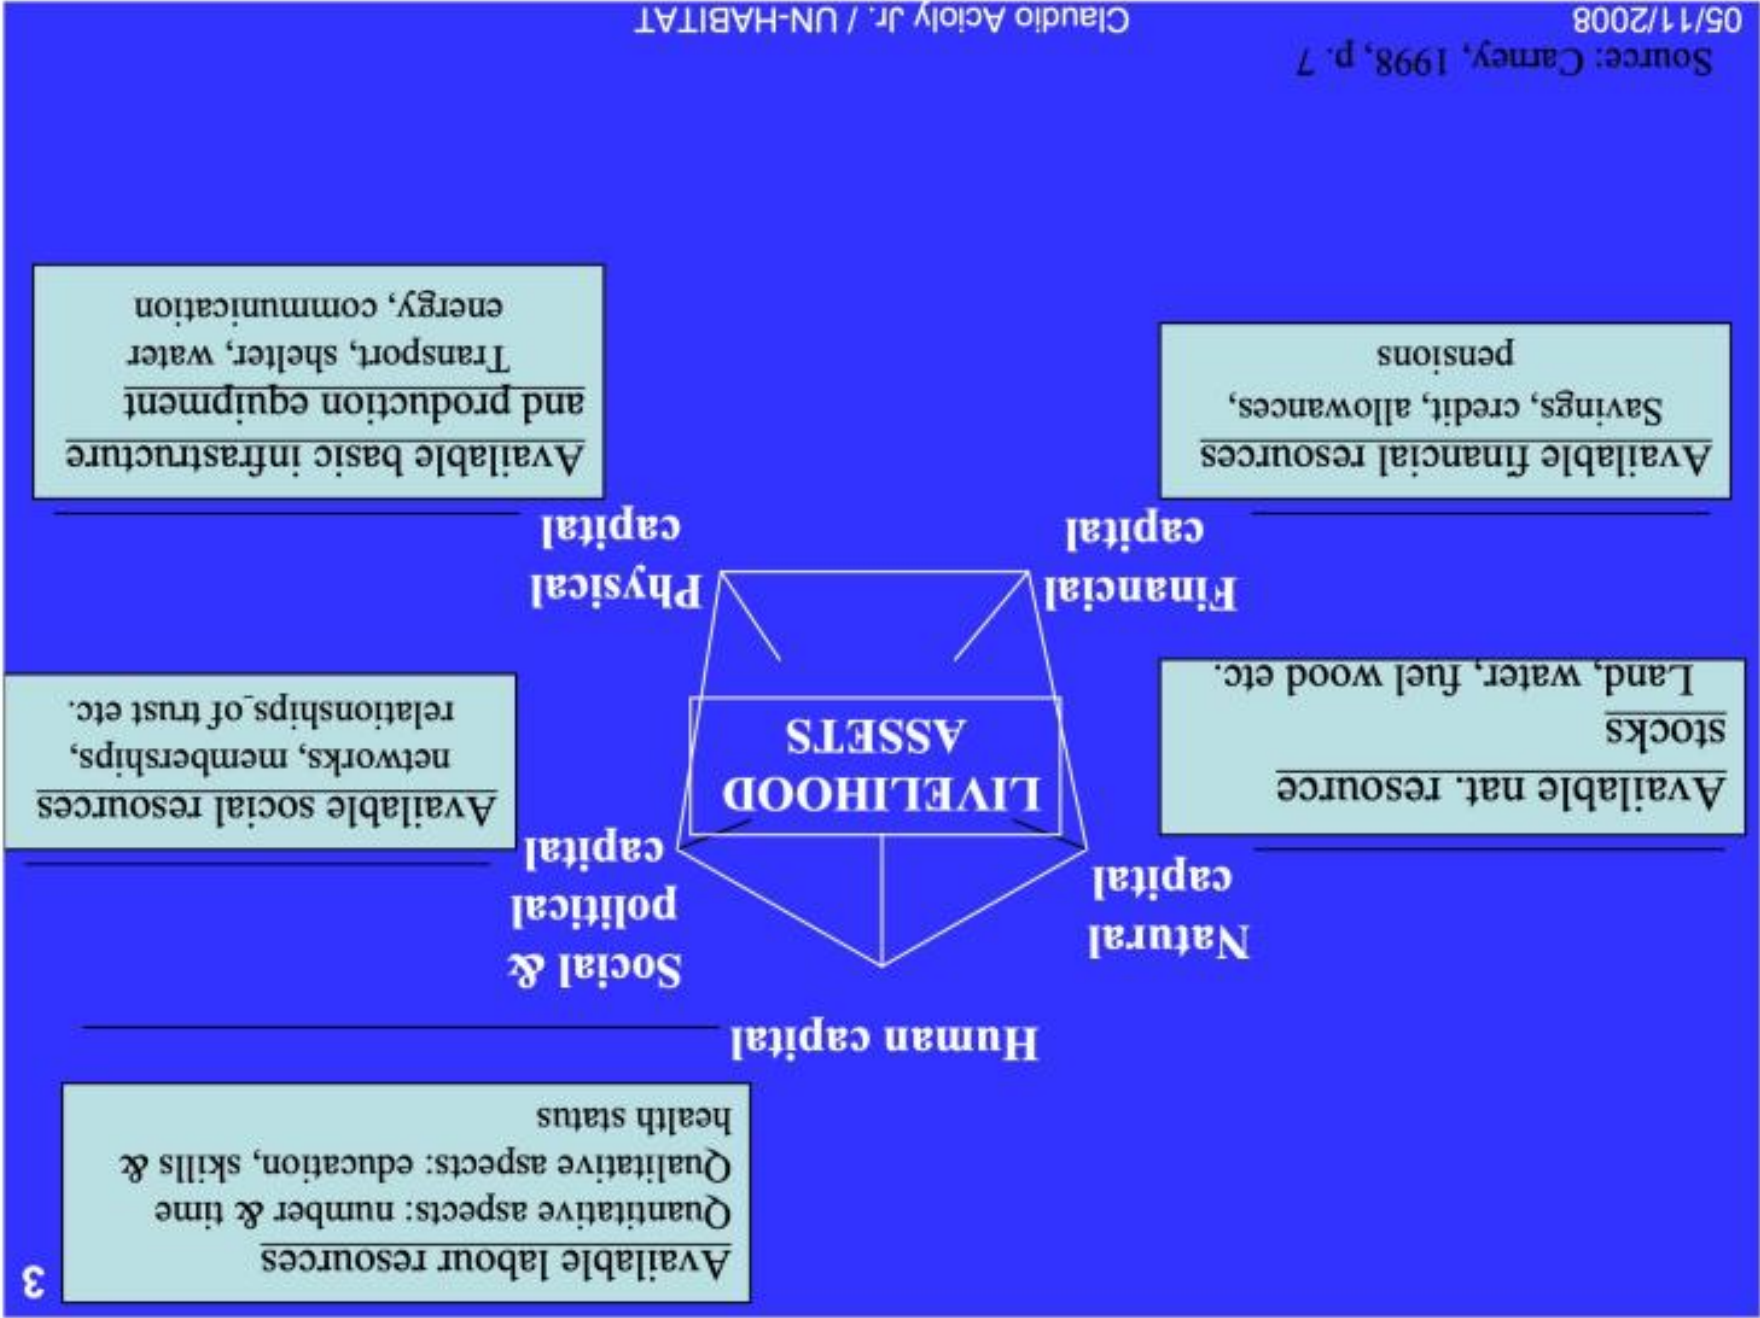 3
Available labour resources
Quantitative aspects: number & time
Qualitative aspects: education, skills &
health status
Human capital
Social &
political
capital
Available social resources
networks, memberships,
relationships of trust etc.
Natural
capital
Available nat. resource
stocks
Land, water, fuel wood etc.
LIVELIHOOD
ASSETS
Physical
capital
Available basic infrastructure
and production equipment
Transport, shelter, water
energy, communication
Financial
capital
Available financial resources
Savings, credit, allowances,
pensions
Source: Carney, 1998, p. 7
05/11/2008
Claudio Acioly Jr. / UN-HABITAT